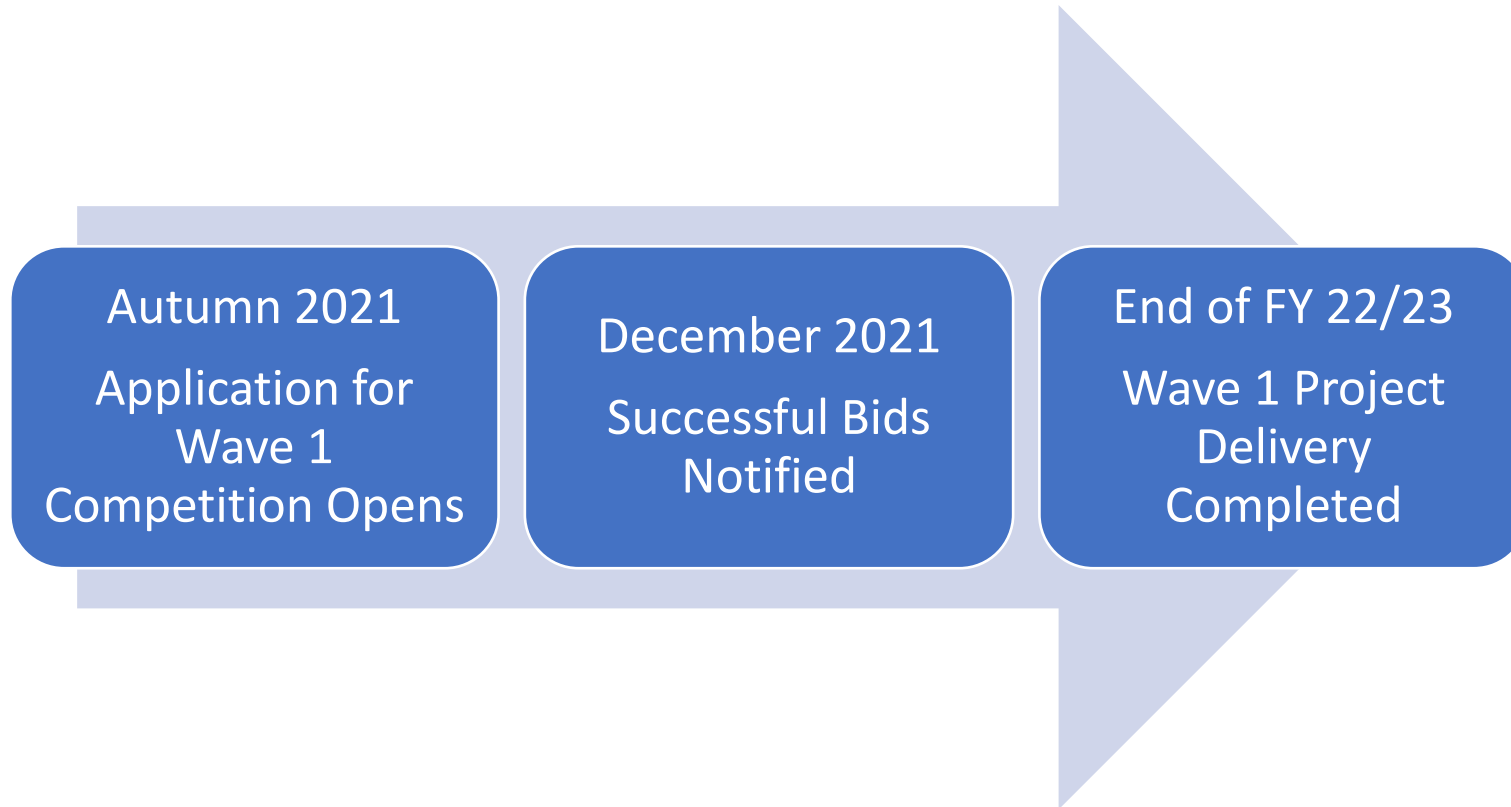 Autumn 2021
Application for
Wave 1
Competition Opens
December 2021
Successful Bids
Notified
End of FY 22/23
Wave 1 Project
Delivery
Completed